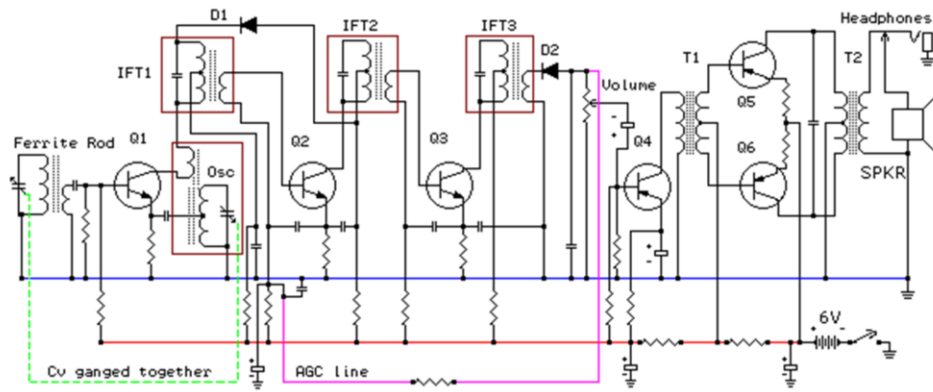 D1
IFT2
IFT3
Headphones
D2
IFT1
T1
T2
Volume
Q5
Ferrite Rod
Q1
Q2
Q3
Q4
Osc
Q6
SPKR
+
-
+
-
6V
+
-
+
+
+
Cv ganged together
AGC line